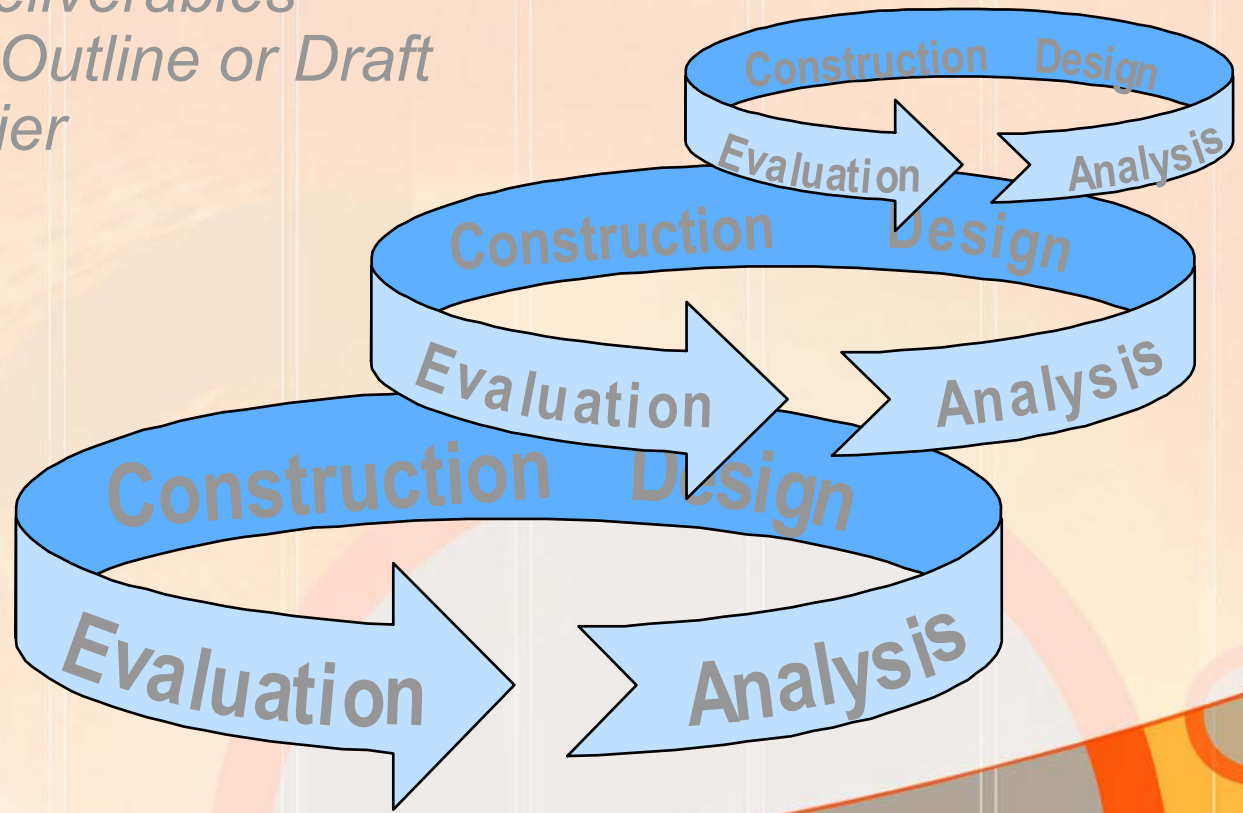 Outline or Draft
Construction Design
Evaluation Analysis
Construction Design
Evaluation Analysis
Construction Design
Evaluation Analysis